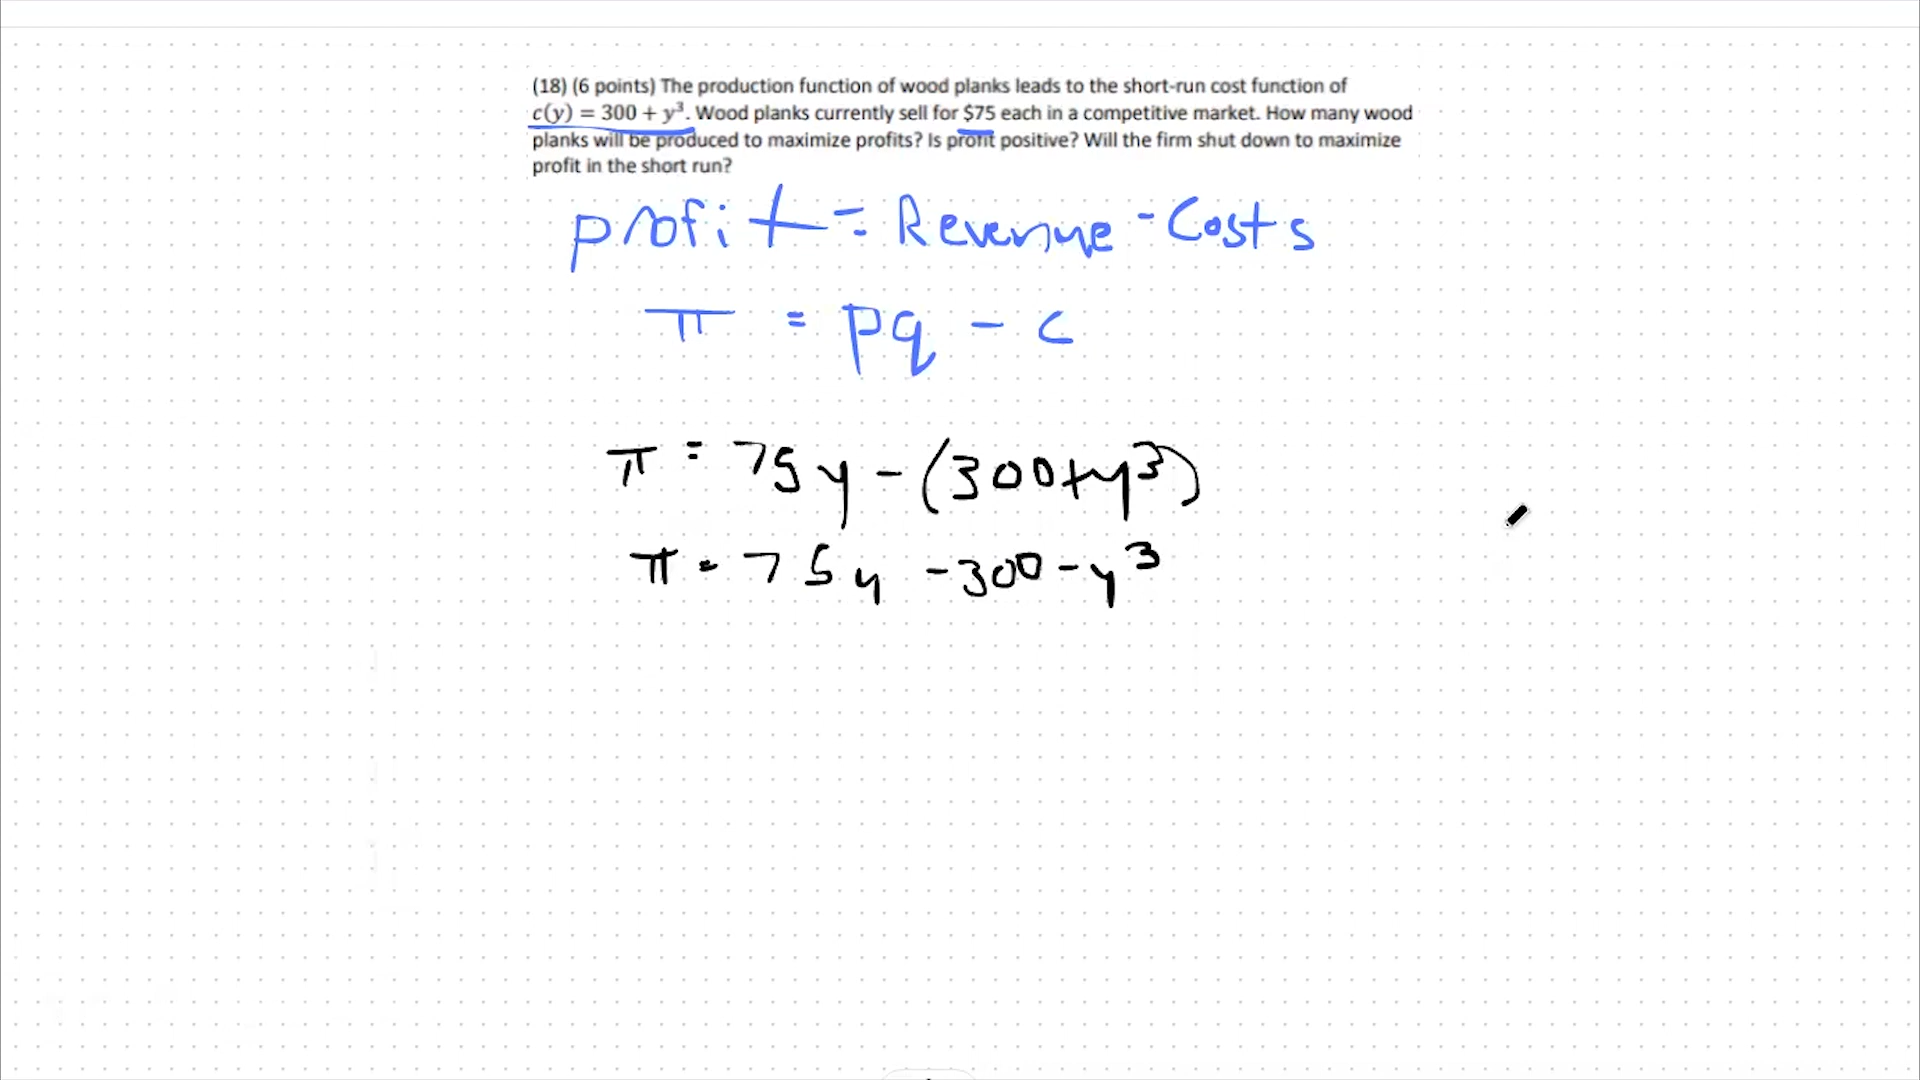 (18) (6 points) The production function of wood planks leads to the short-run cost function of
c(y) = 300 + y³. Wood planks currently sell for $75 each in a competitive market. How many wood
planks will be produced to maximize profits? Is profit positive? Will the firm shut down to maximize
profit in the short run?
profit = Revenue - Costs
π = pq - c
π = 75y - (300+y³)
π = 75y - 300 - y³